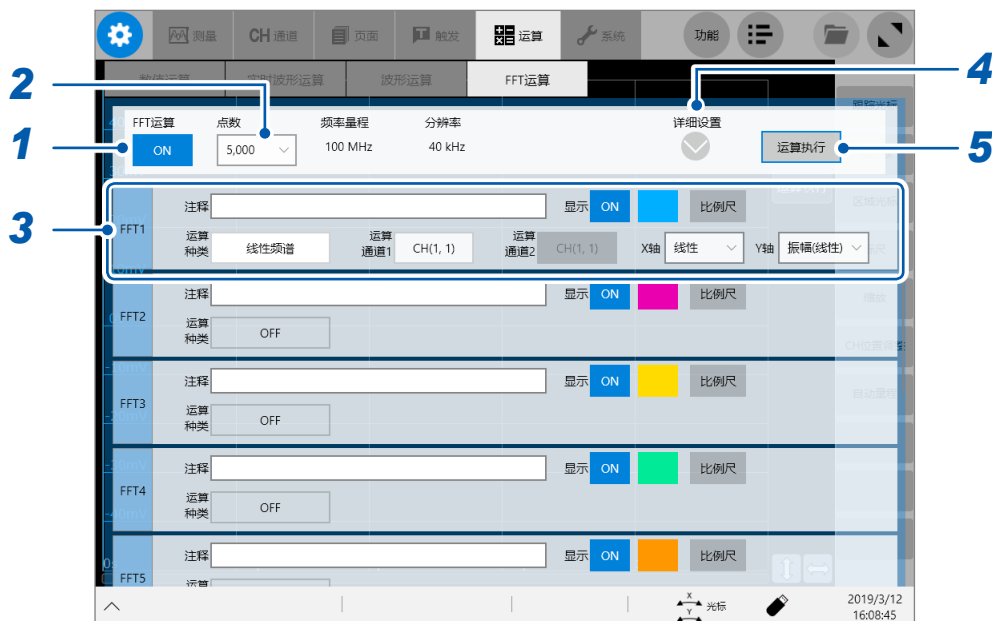 测量 CH 通道 页面 T 触发 运算 系统 功能
数值运算 实时波形运算 波形运算 FFT运算
2
4
FFT运算 点数 频率量程 分辨率 详细设置
1
ON 5,000 100 MHz 40 kHz 运算执行
5
注释 显示 ON 比例尺
3
FFT1
运算种类 线性频谱 运算通道1 CH(1, 1) 运算通道2 CH(1, 1) X轴 线性 Y轴 振幅(线性)
注释 显示 ON 比例尺
FFT2
运算种类 OFF
注释 显示 ON 比例尺
FFT3
运算种类 OFF
注释 显示 ON 比例尺
FFT4
运算种类 OFF
注释 显示 ON 比例尺
FFT5
运算
X Y 光标 2019/3/12
16:08:45